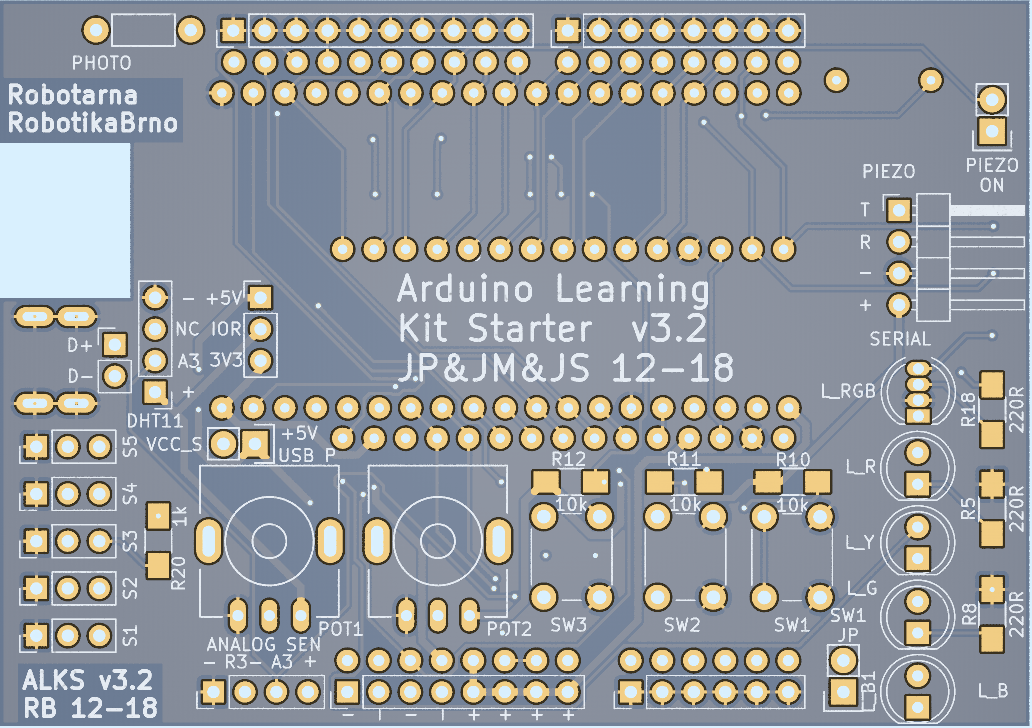 PHOTO
Robotarna
RobotikaBrno
PIEZO
PIEZO
ON
T
R
-
+
SERIAL
- +5V
NC IOR
A3 3V3
+
D+
D-
DHT11
VCC_S
+5V
USB P
Arduino Learning
Kit Starter v3.2
JP&JM&JS 12-18
L_RGB
R18
220R
L_R
R5
220R
L_Y
L_G
R8
220R
L_B
S5
S4
S3
S2
S1
1k
R20
R12
10k
R11
10k
R10
10k
SW3
SW2
SW1
SW1
JP
L_B1
POT1
POT2
ANALOG SEN
- R3- A3 +
- | - | + + + +
ALKS v3.2
RB 12-18